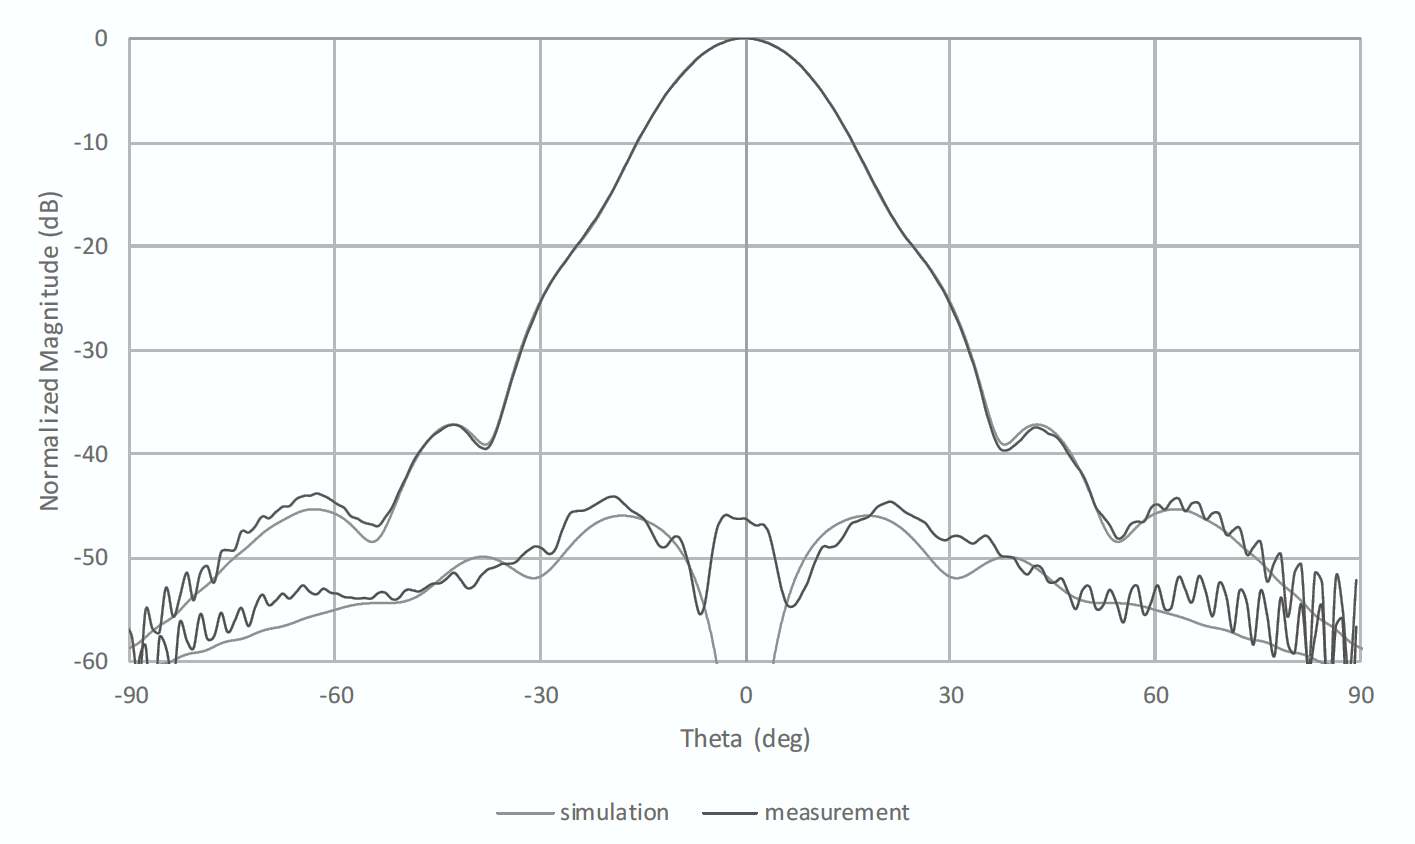 0
-10
-20
-30
-40
-50
-60
Normalized Magnitude (dB)
-90 -60 -30 0 30 60 90
Theta (deg)
simulation measurement